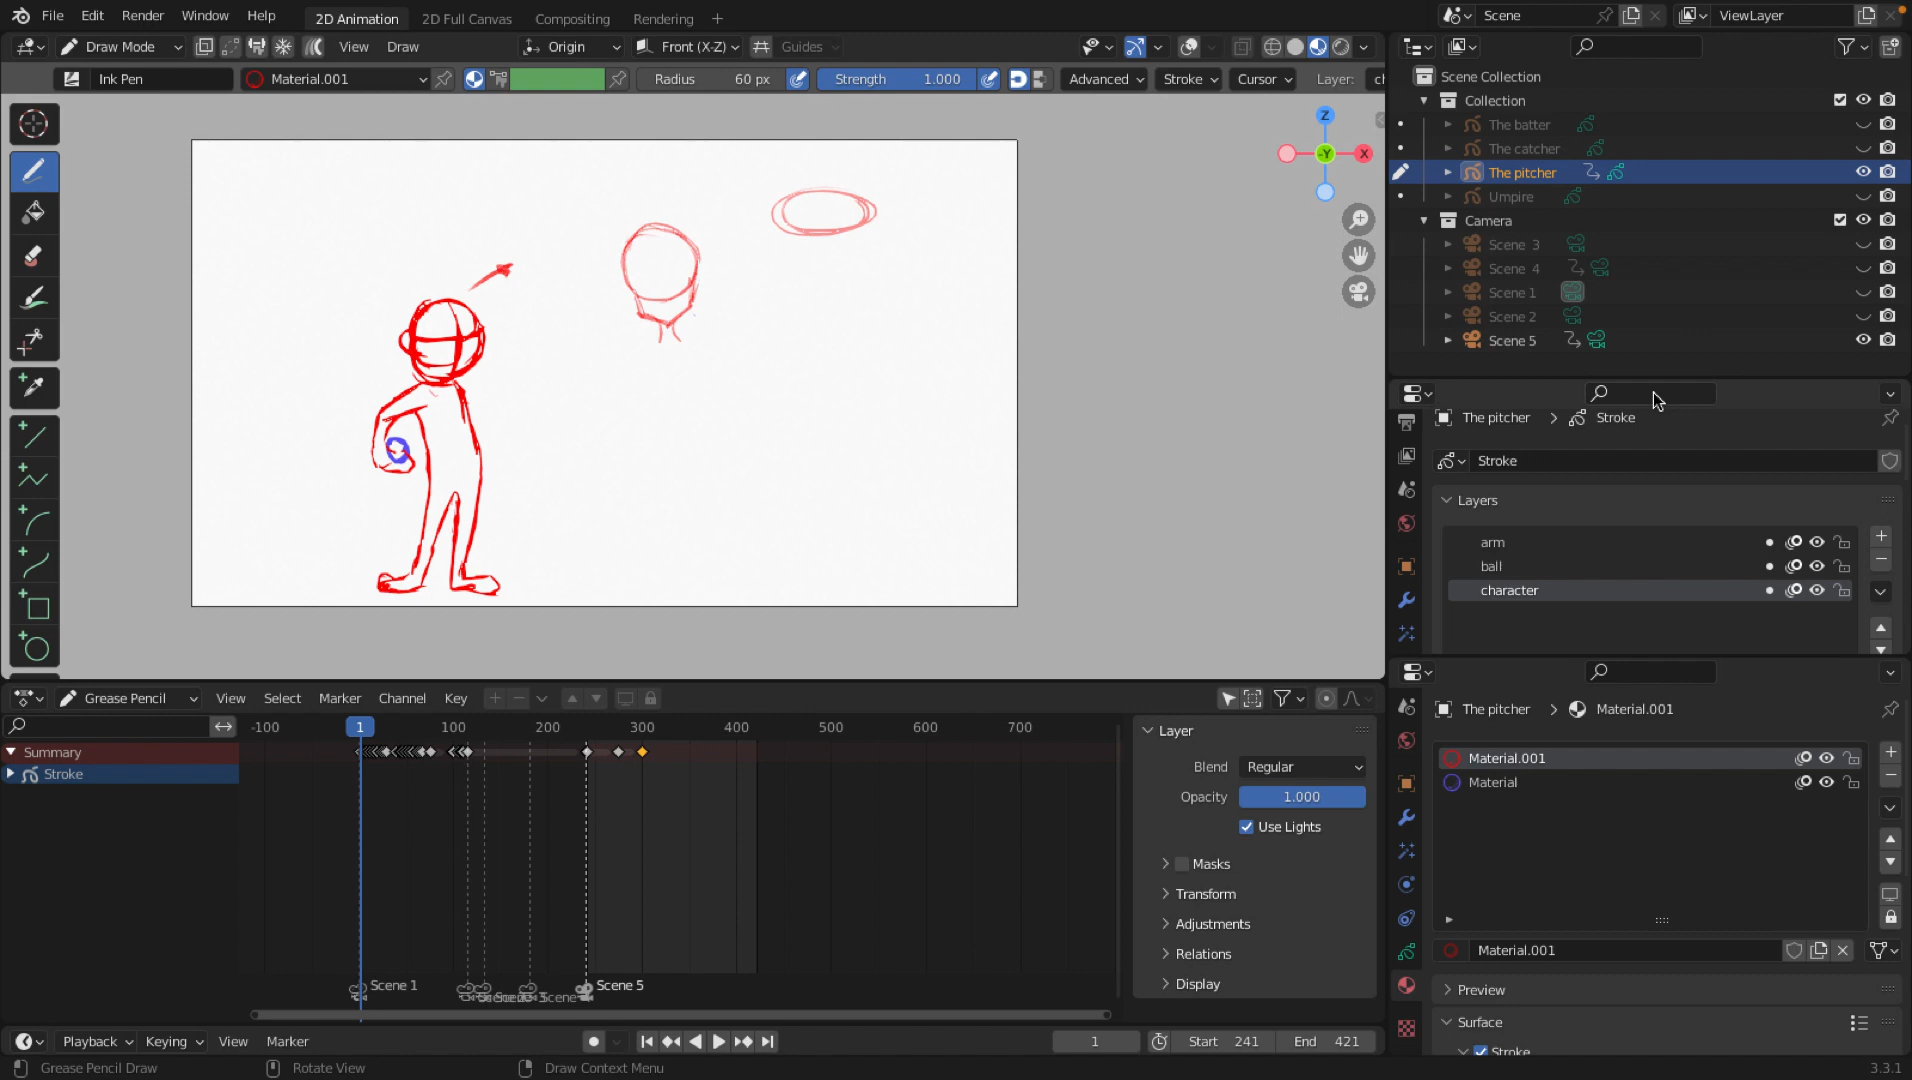 File Edit Render Window Help 2D Animation 2D Full Canvas Compositing Rendering + Scene ViewLayer
Draw Mode View Draw Origin Front (X-Z) Guides
Ink Pen Material.001 Radius 60 px Strength 1.000 Advanced Stroke Cursor Layer:
Z
-Y X
Scene Collection
Collection
The batter
The catcher
The pitcher
Umpire
Camera
Scene 3
Scene 4
Scene 1
Scene 2
Scene 5
The pitcher > Stroke
Stroke
Layers
arm
ball
character
Grease Pencil View Select Marker Channel Key
-100 1 100 200 300 400 500 600 700
Summary
Stroke
Scene 1 Scene Scene 5
Layer
Blend Regular
Opacity 1.000
Use Lights
Masks
Transform
Adjustments
Relations
Display
The pitcher > Material.001
Material.001
Material
Material.001
Preview
Surface
Stroke
Playback Keying View Marker 1 Start 241 End 421
Grease Pencil Draw Rotate View Draw Context Menu 3.3.1